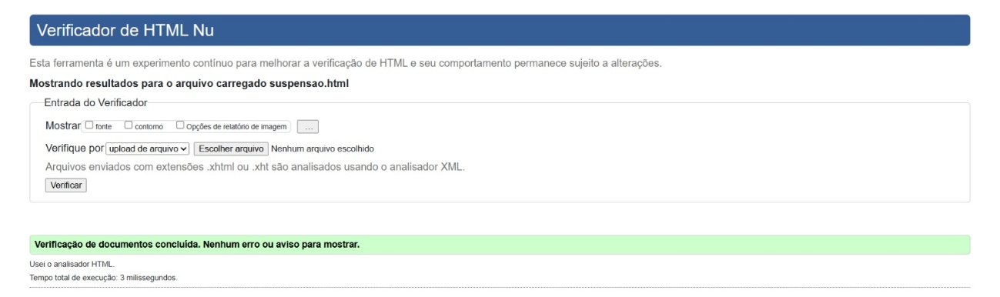 Verificador de HTML Nu
Esta ferramenta é um experimento contínuo para melhorar a verificação de HTML e seu comportamento permanece sujeito a alterações.
Mostrando resultados para o arquivo carregado suspensao.html
Entrada do Verificador
Mostrar fonte contorno Opções de relatório de imagem ...
Verifique por upload de arquivo Escolher arquivo Nenhum arquivo escolhido
Arquivos enviados com extensões .xhtml ou .xht são analisados usando o analisador XML.
Verificar
Verificação de documentos concluída. Nenhum erro ou aviso para mostrar.
Usei o analisador HTML.
Tempo total de execução: 3 milissegundos.